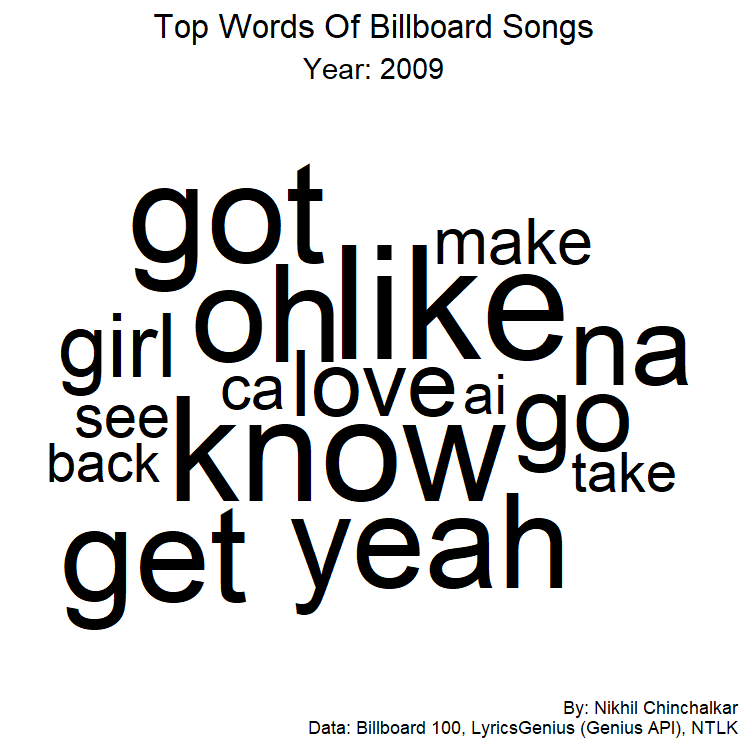 Top Words Of Billboard Songs
Year: 2009
got
make
oh
like
girl
na
ca
love
ai
see
go
know
back
take
get
yeah
By: Nikhil Chinchalkar
Data: Billboard 100, LyricsGenius (Genius API), NTLK